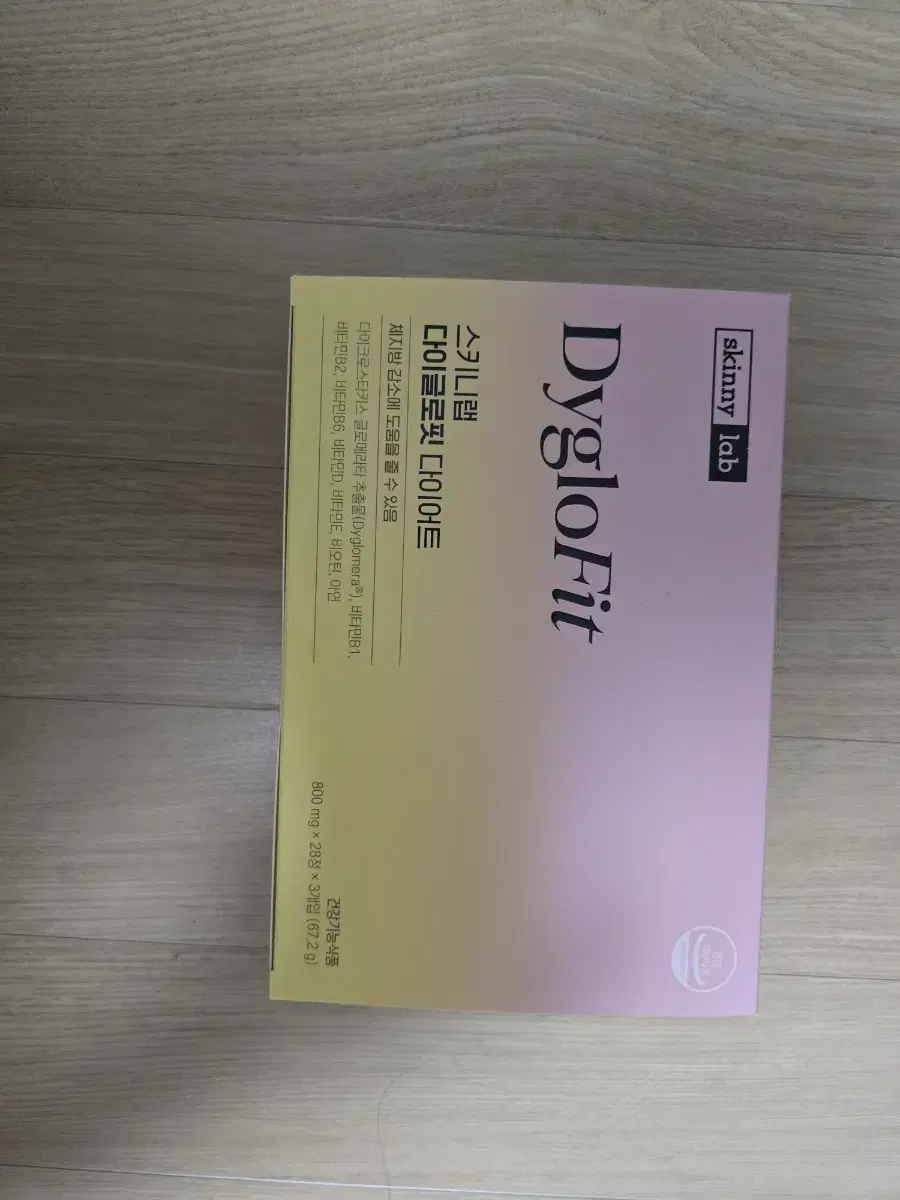 skinny lab
DygloFit
스키니랩
다이글로핏 다이어트
체지방 감소에 도움을 줄 수 있음
다이크로스타키스 글로메라타 추출물(Dyglomera®), 비타민B1,
비타민B2, 비타민B6, 비타민D, 비타민E, 비오틴, 아연
건강기능식품
800 mg × 28정 × 3개입 (67.2 g)